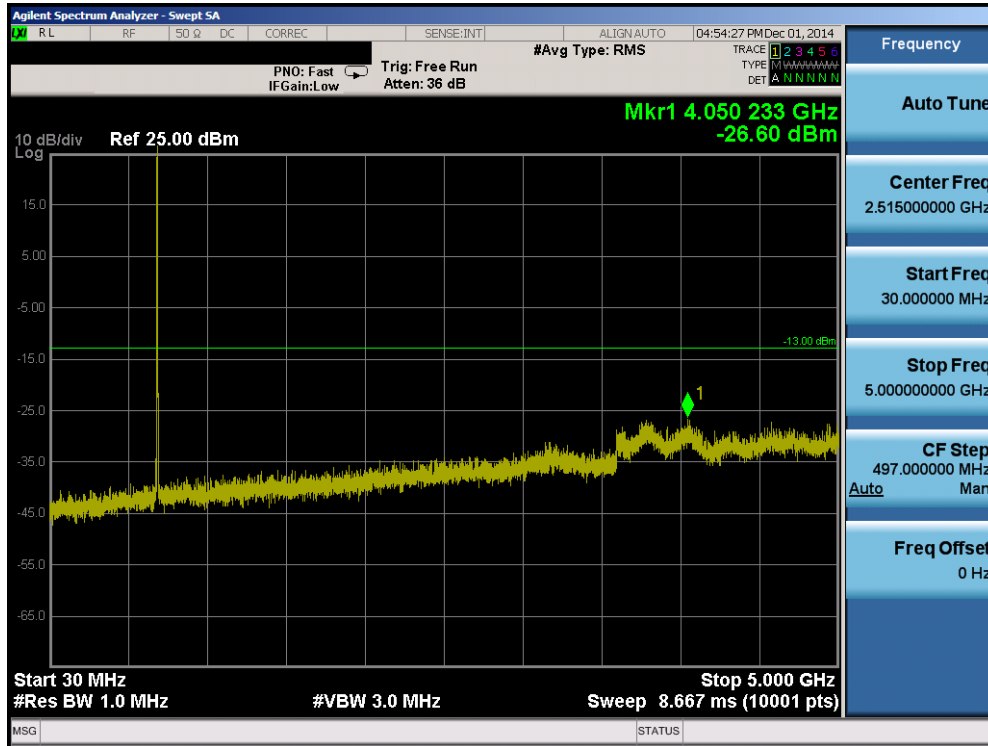 Agilent Spectrum Analyzer - Swept SA
LXI RL RF 50 Ω DC CORREC SENSE:INT ALIGN AUTO 04:54:27 PM Dec 01, 2014
#Avg Type: RMS TRACE 1 2 3 4 5 6
PNO: Fast Trig: Free Run TYPE M WWWWW
IFGain:Low Atten: 36 dB DET A N N N N N
Mkr1 4.050 233 GHz
-26.60 dBm
10 dB/div Ref 25.00 dBm
Log
15.0
5.00
-5.00
-13.00 dBm
-15.0
1
-25.0
-35.0
-45.0
-55.0
-65.0
Start 30 MHz Stop 5.000 GHz
#Res BW 1.0 MHz #VBW 3.0 MHz Sweep 8.667 ms (10001 pts)
MSG STATUS
Frequency
Auto Tune
Center Freq
2.515000000 GHz
Start Freq
30.000000 MHz
Stop Freq
5.000000000 GHz
CF Step
497.000000 MHz
Auto Man
Freq Offset
0 Hz